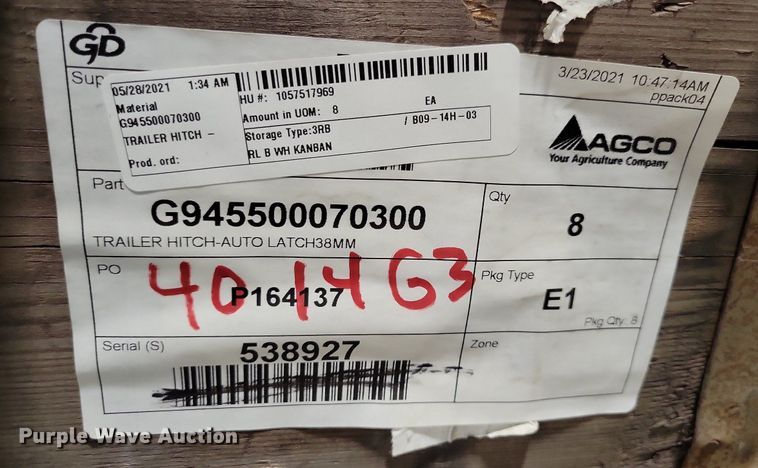 GD
Sup
05/28/2021 1:34 AM
Material
G945500070300
TRAILER HITCH -
Prod. ord:
HU #: 1057517969
Amount in UOM: 8 EA
Storage Type:3RB / B09-14H-03
RL B WH KANBAN
3/23/2021 10:47:14AM
ppack04
AGCO
Your Agriculture Company
Part
G945500070300
TRAILER HITCH-AUTO LATCH38MM
Qty
8
PO
P164137
40 14 G3
Pkg Type
E1
Pkg Qty: 8
Serial (S)
538927
Zone
Purple Wave Auction